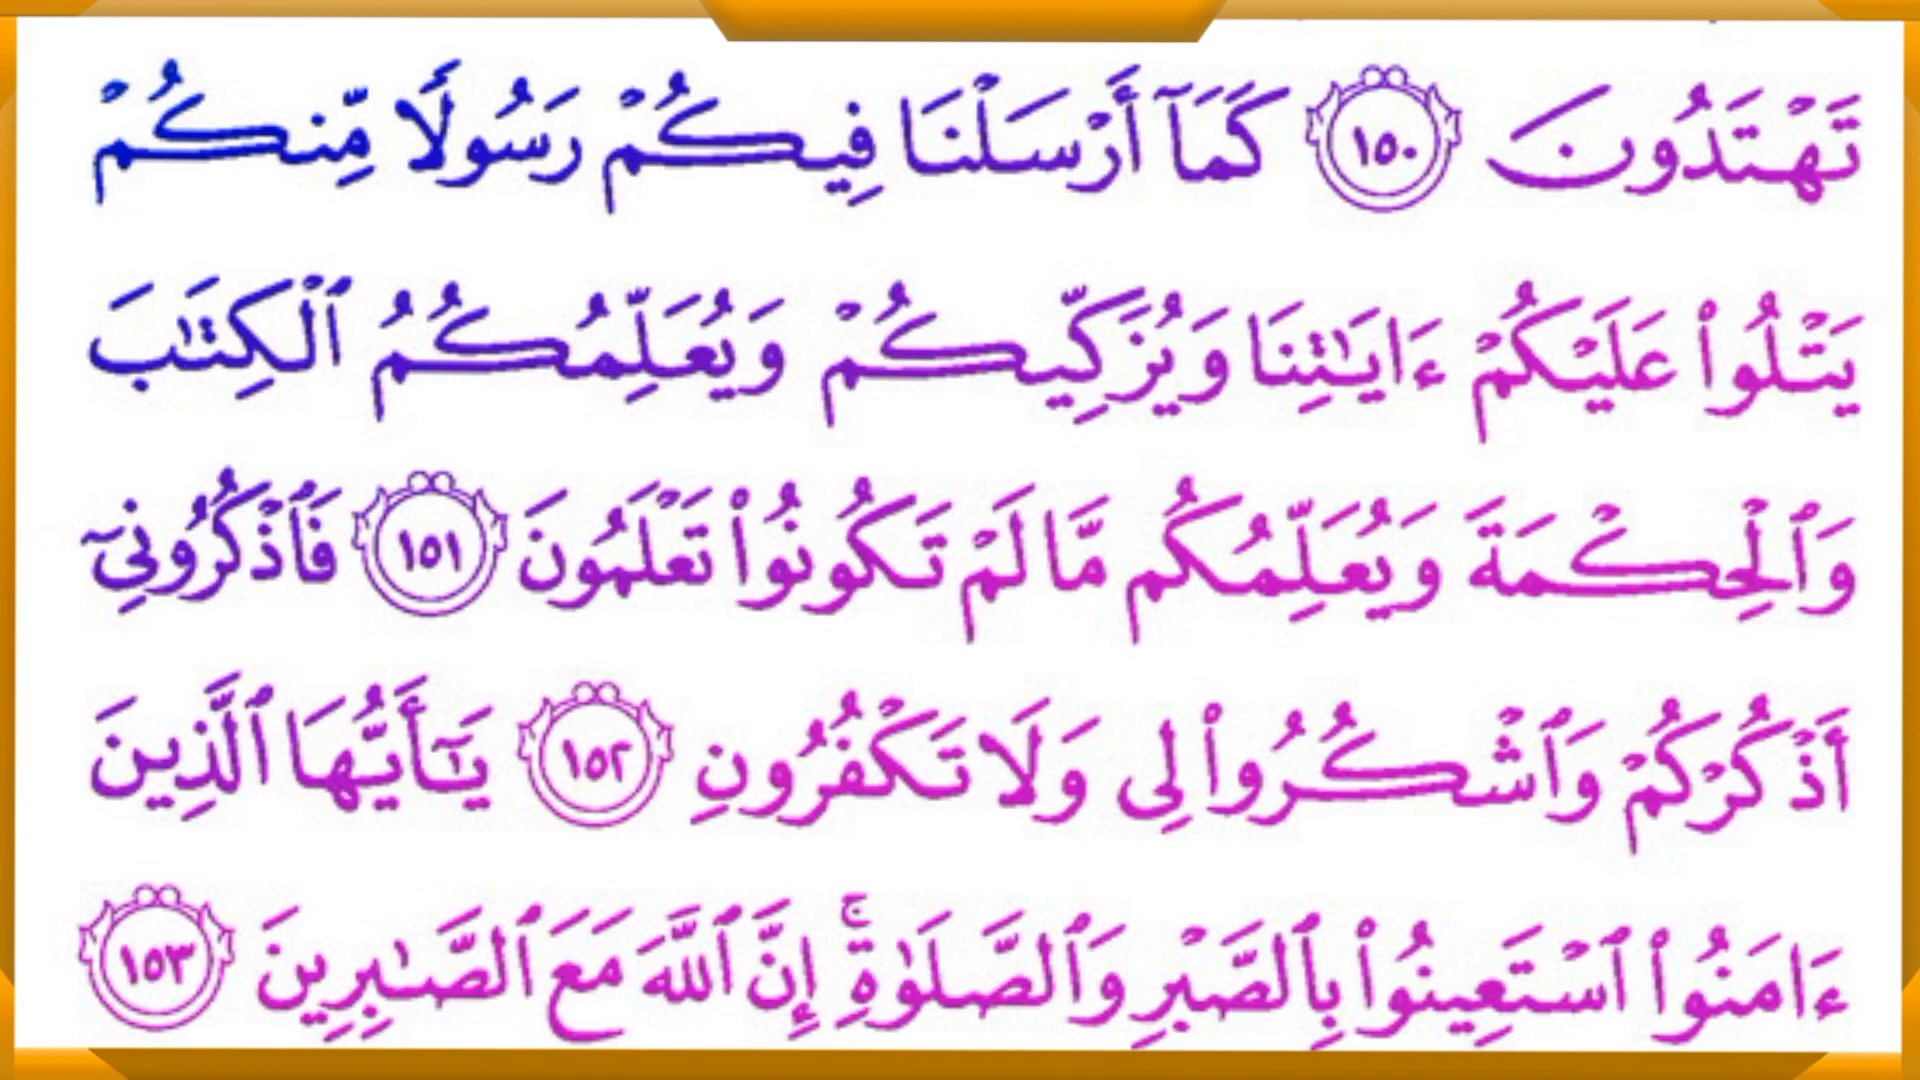 تَهۡتَدُونَ ١٥٠ كَمَآ أَرۡسَلۡنَا فِيكُمۡ رَسُولٗا مِّنكُمۡ
يَتۡلُواْ عَلَيۡكُمۡ ءَايَٰتِنَا وَيُزَكِّيكُمۡ وَيُعَلِّمُكُمُ ٱلۡكِتَٰبَ
وَٱلۡحِكۡمَةَ وَيُعَلِّمُكُم مَّا لَمۡ تَكُونُواْ تَعۡلَمُونَ ١٥١ فَٱذۡكُرُونِيٓ
أَذۡكُرۡكُمۡ وَٱشۡكُرُواْ لِي وَلَا تَكۡفُرُونِ ١٥٢ يَٰٓأَيُّهَا ٱلَّذِينَ
ءَامَنُواْ ٱسۡتَعِينُواْ بِٱلصَّبۡرِ وَٱلصَّلَوٰةِۚ إِنَّ ٱللَّهَ مَعَ ٱلصَّٰبِرِينَ ١٥٣